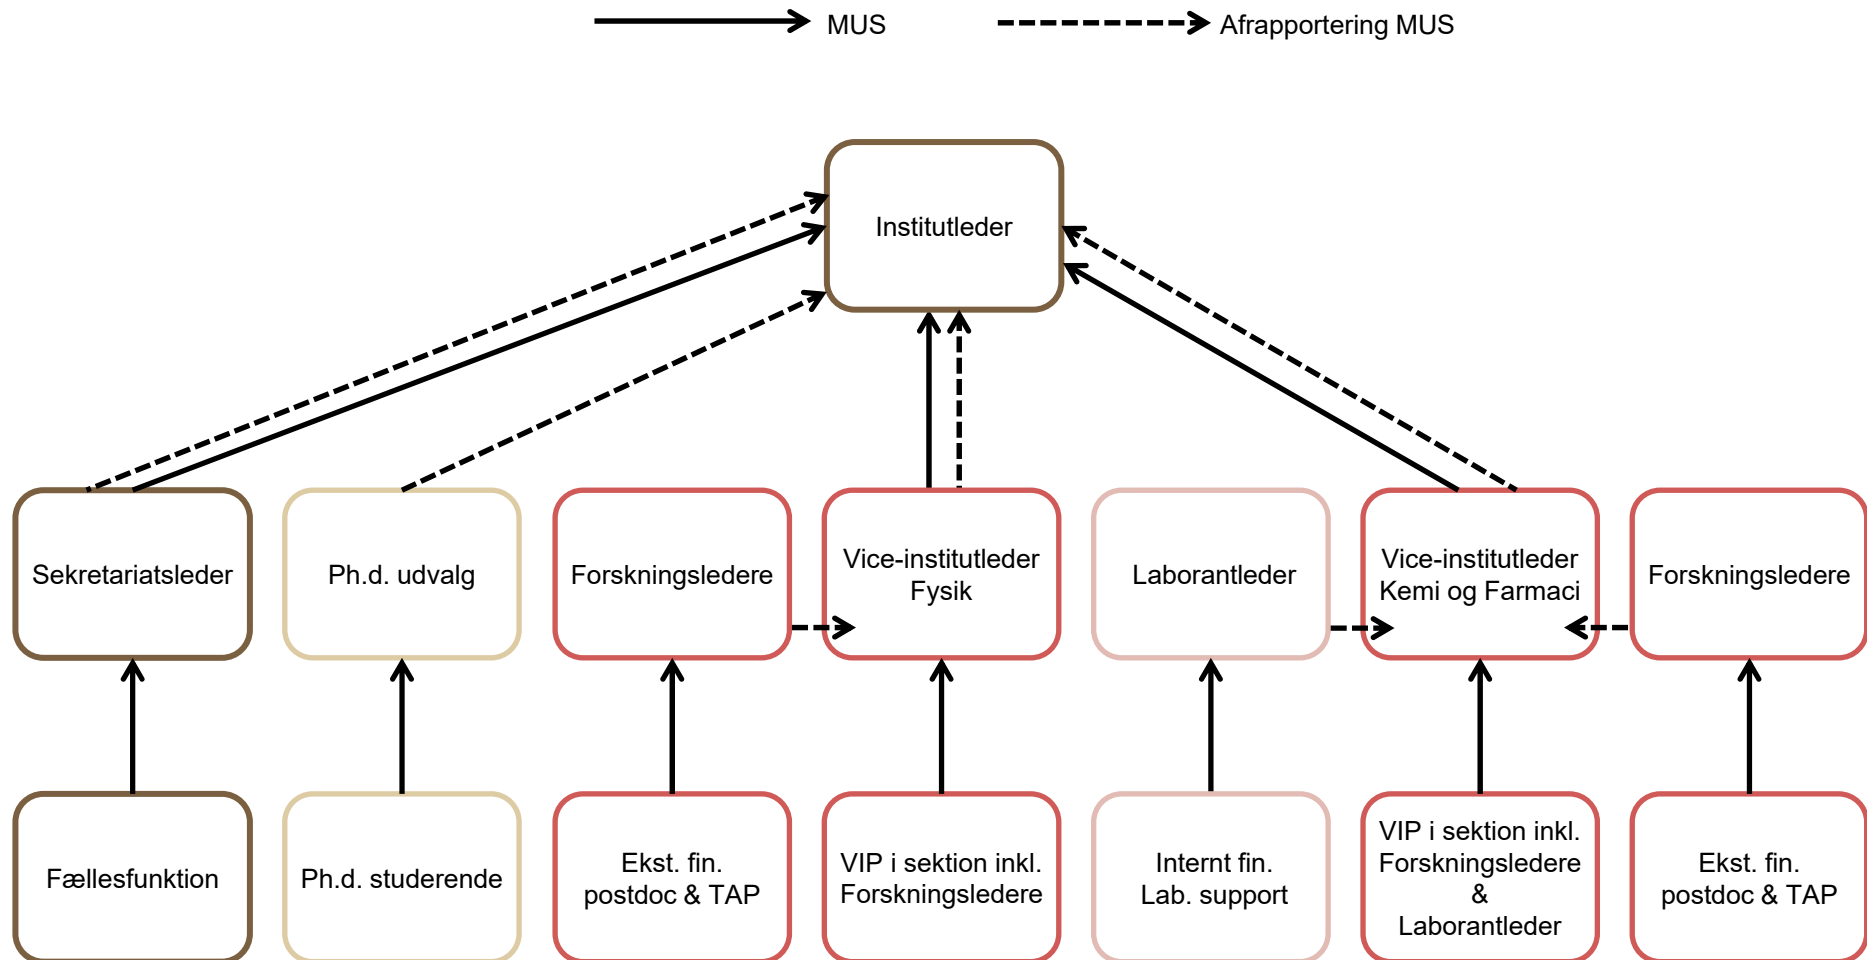 MUS
Afrapportering MUS
Institutleder
Sekretariatsleder
Ph.d. udvalg
Forskningsledere
Vice-institutleder
Fysik
Laborantleder
Vice-institutleder
Kemi og Farmaci
Forskningsledere
Fællesfunktion
Ph.d. studerende
Ekst. fin.
postdoc & TAP
VIP i sektion inkl.
Forskningsledere
Internt fin.
Lab. support
VIP i sektion inkl.
Forskningsledere
&
Laborantleder
Ekst. fin.
postdoc & TAP